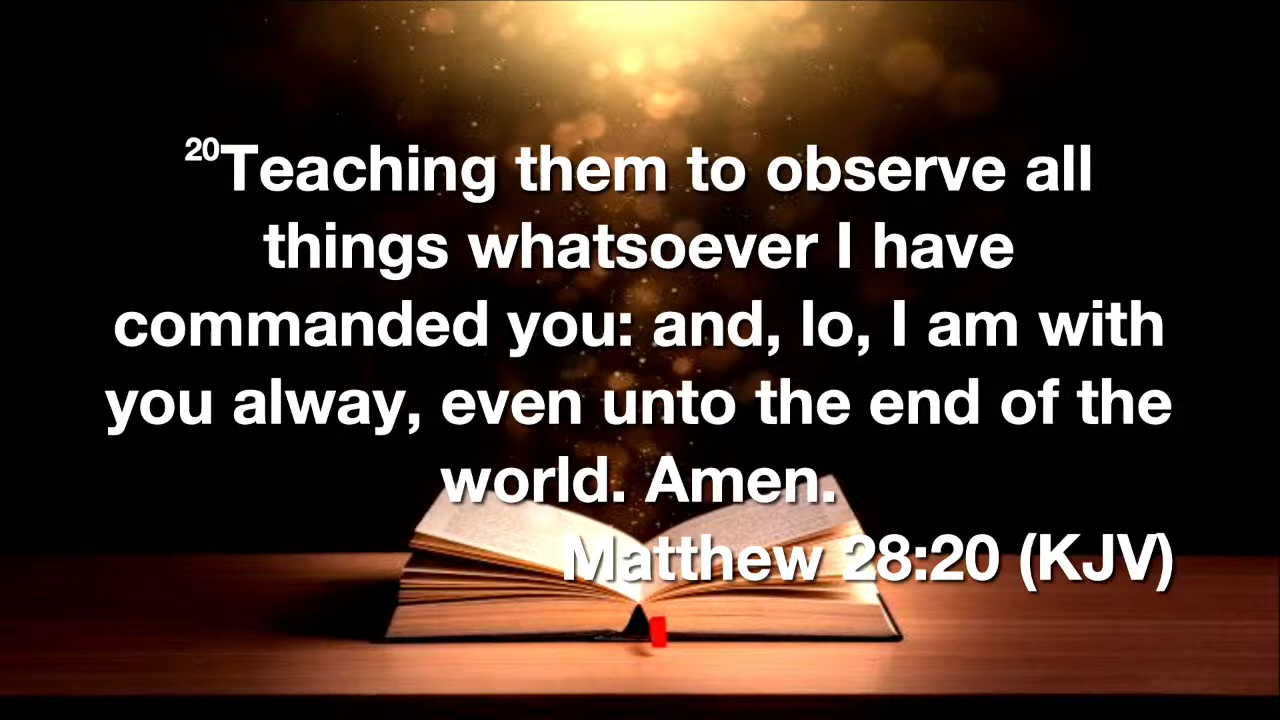 20Teaching them to observe all
things whatsoever I have
commanded you: and, lo, I am with
you alway, even unto the end of the
world. Amen.
Matthew 28:20 (KJV)